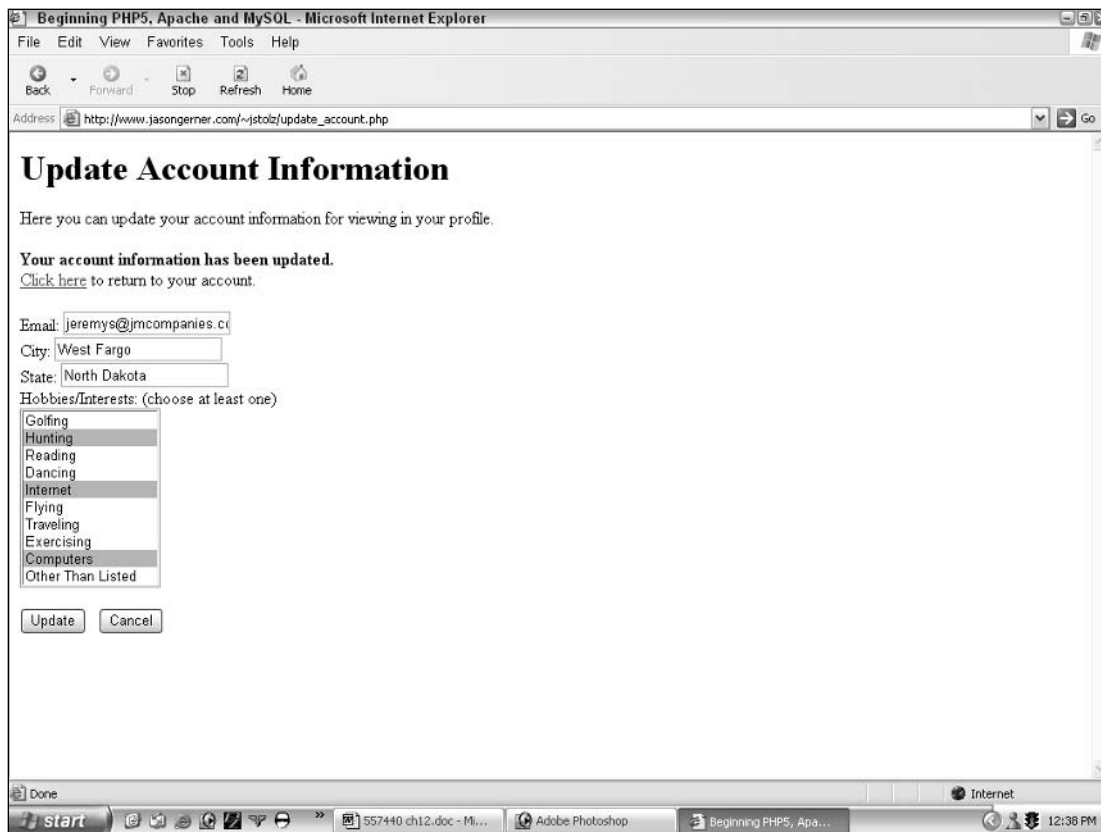 Beginning PHP5, Apache and MySQL - Microsoft Internet Explorer
File Edit View Favorites Tools Help
Back Forward Stop Refresh Home
Address http://www.jasongerner.com/~jstolz/update_account.php Go
Update Account Information
Here you can update your account information for viewing in your profile.
Your account information has been updated.
Click here to return to your account.
Email: jeremys@jmcompanies.co
City: West Fargo
State: North Dakota
Hobbies/Interests: (choose at least one)
Golfing
Hunting
Reading
Dancing
Internet
Flying
Traveling
Exercising
Computers
Other Than Listed
Update Cancel
Done Internet
start » 557440 ch12.doc - Mi... Adobe Photoshop Beginning PHP5, Apa... 12:38 PM